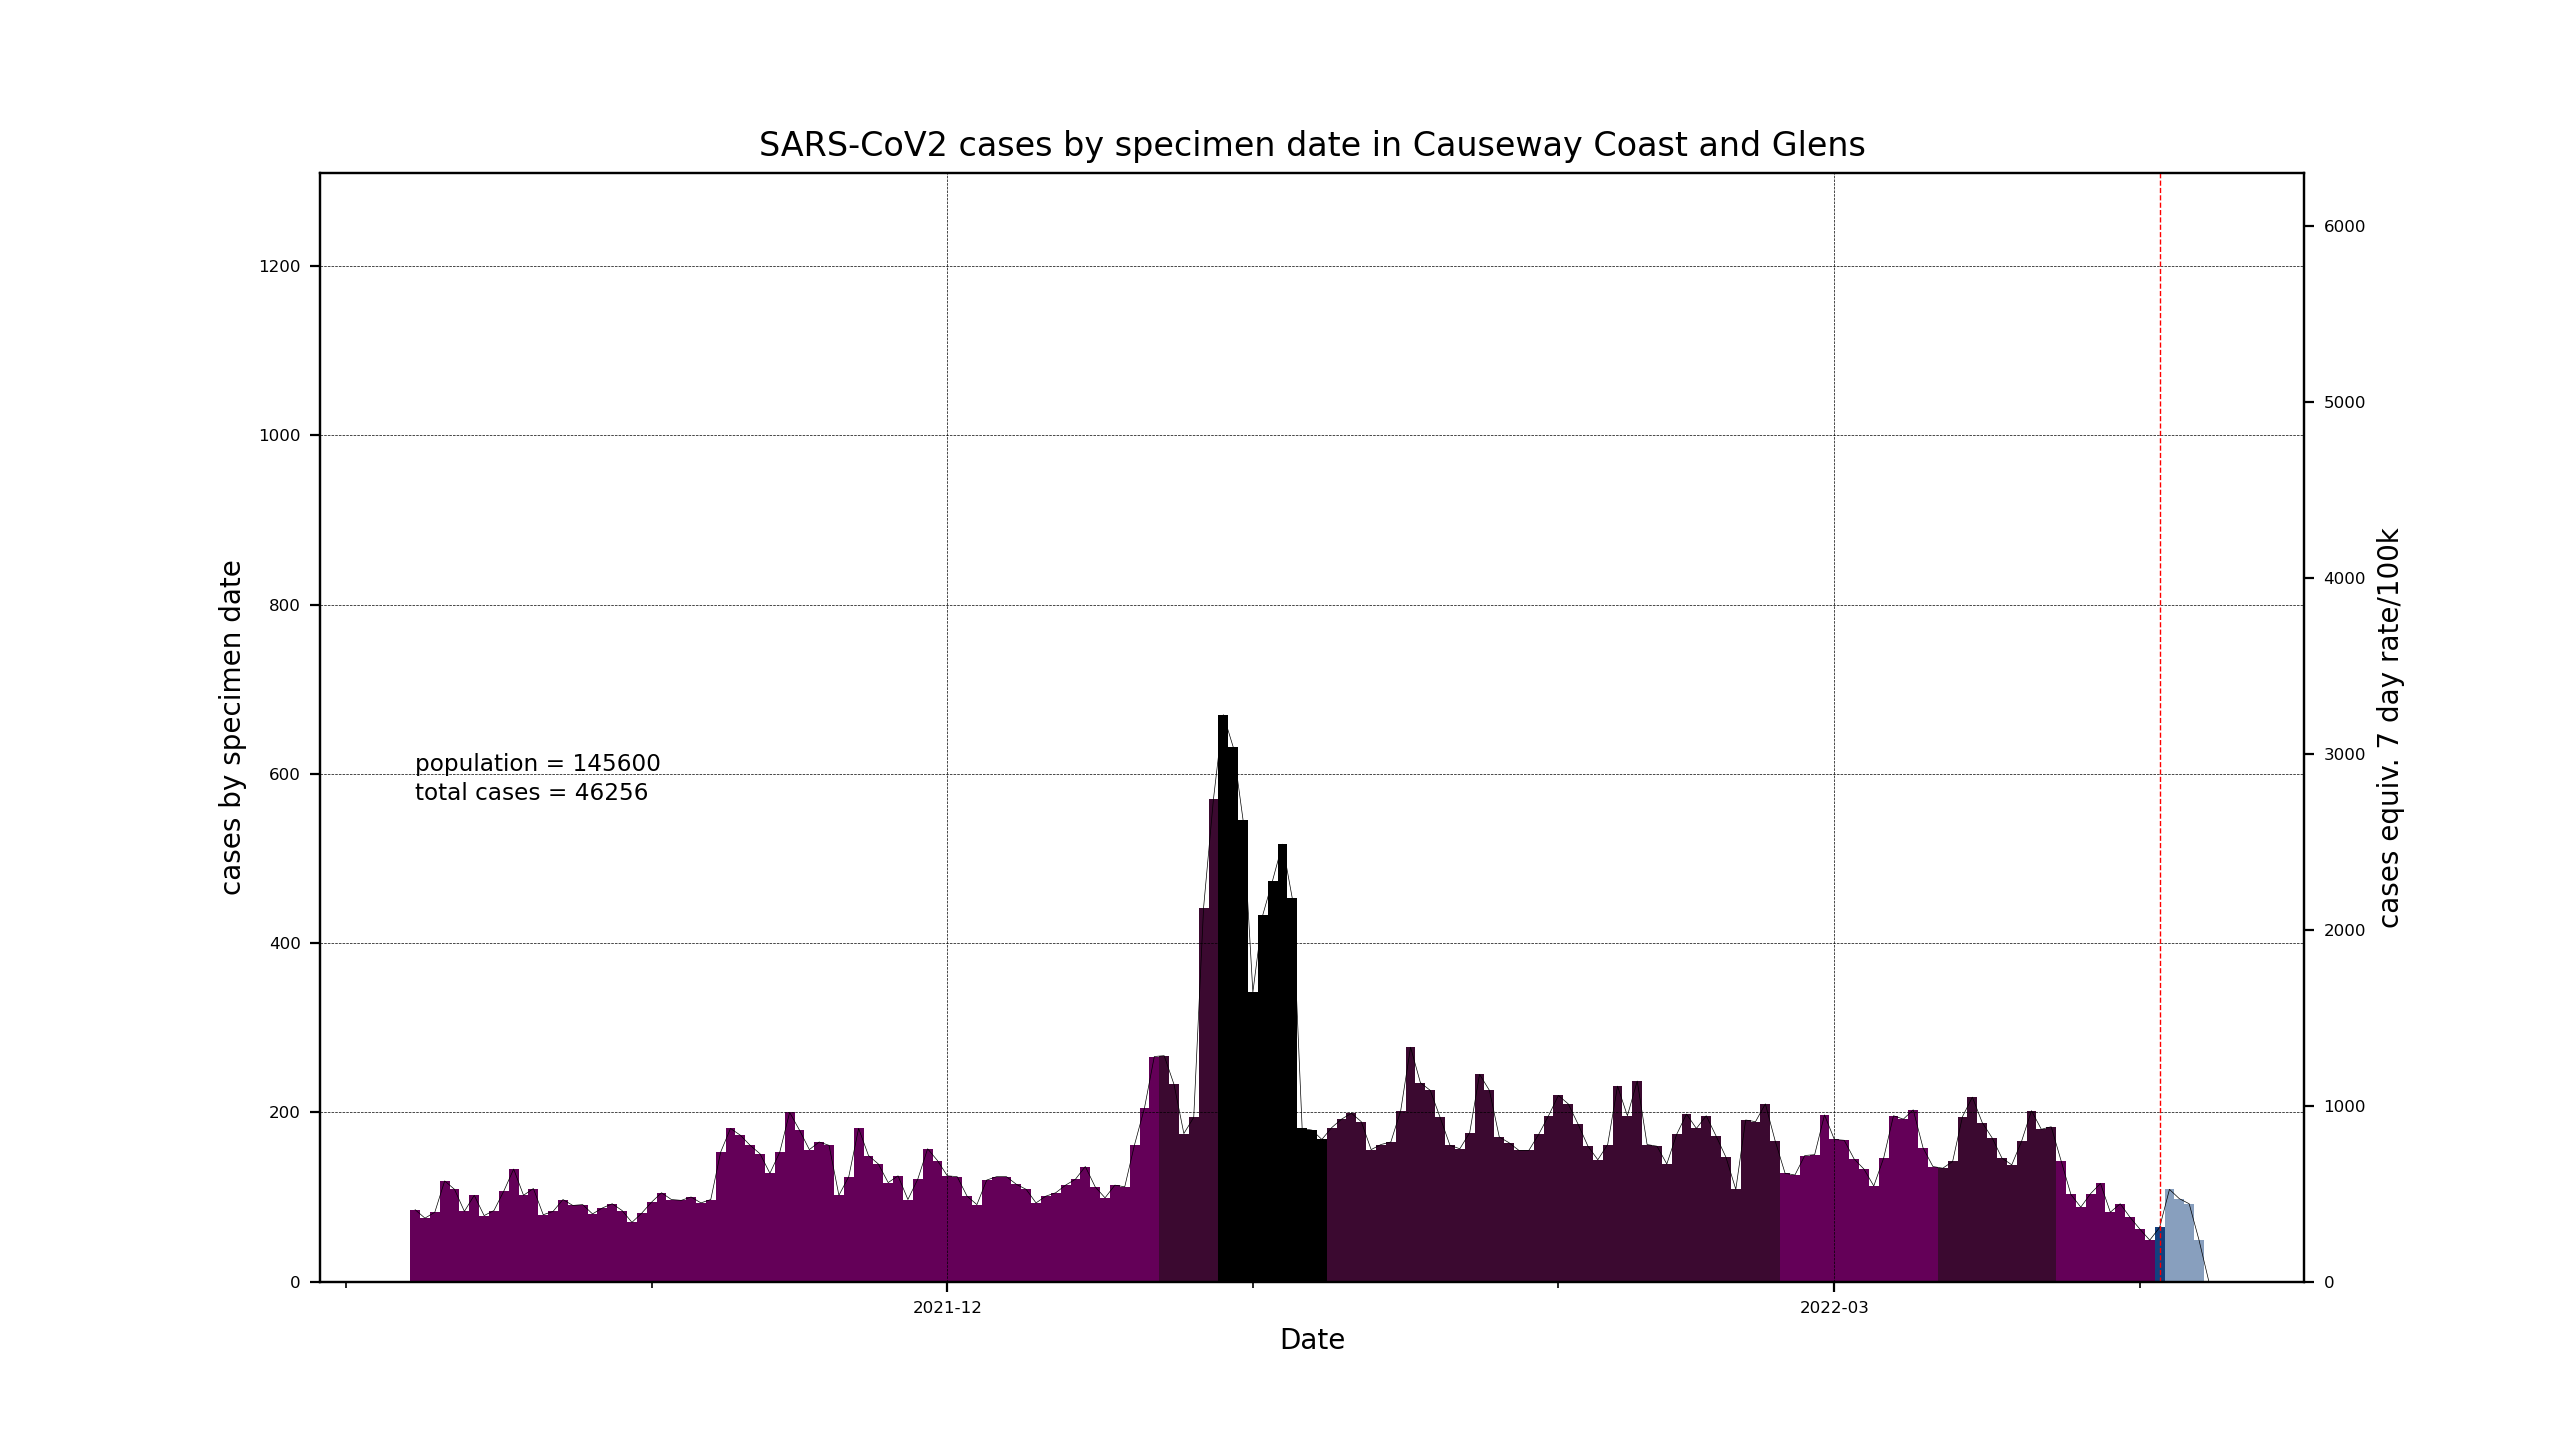 SARS-CoV2 cases by specimen date in Causeway Coast and Glens
cases by specimen date
1200
1000
800
600
400
200
0
population = 145600
total cases = 46256
6000
5000
4000
3000
2000
1000
0
cases equiv. 7 day rate/100k
2021-12
2022-03
Date